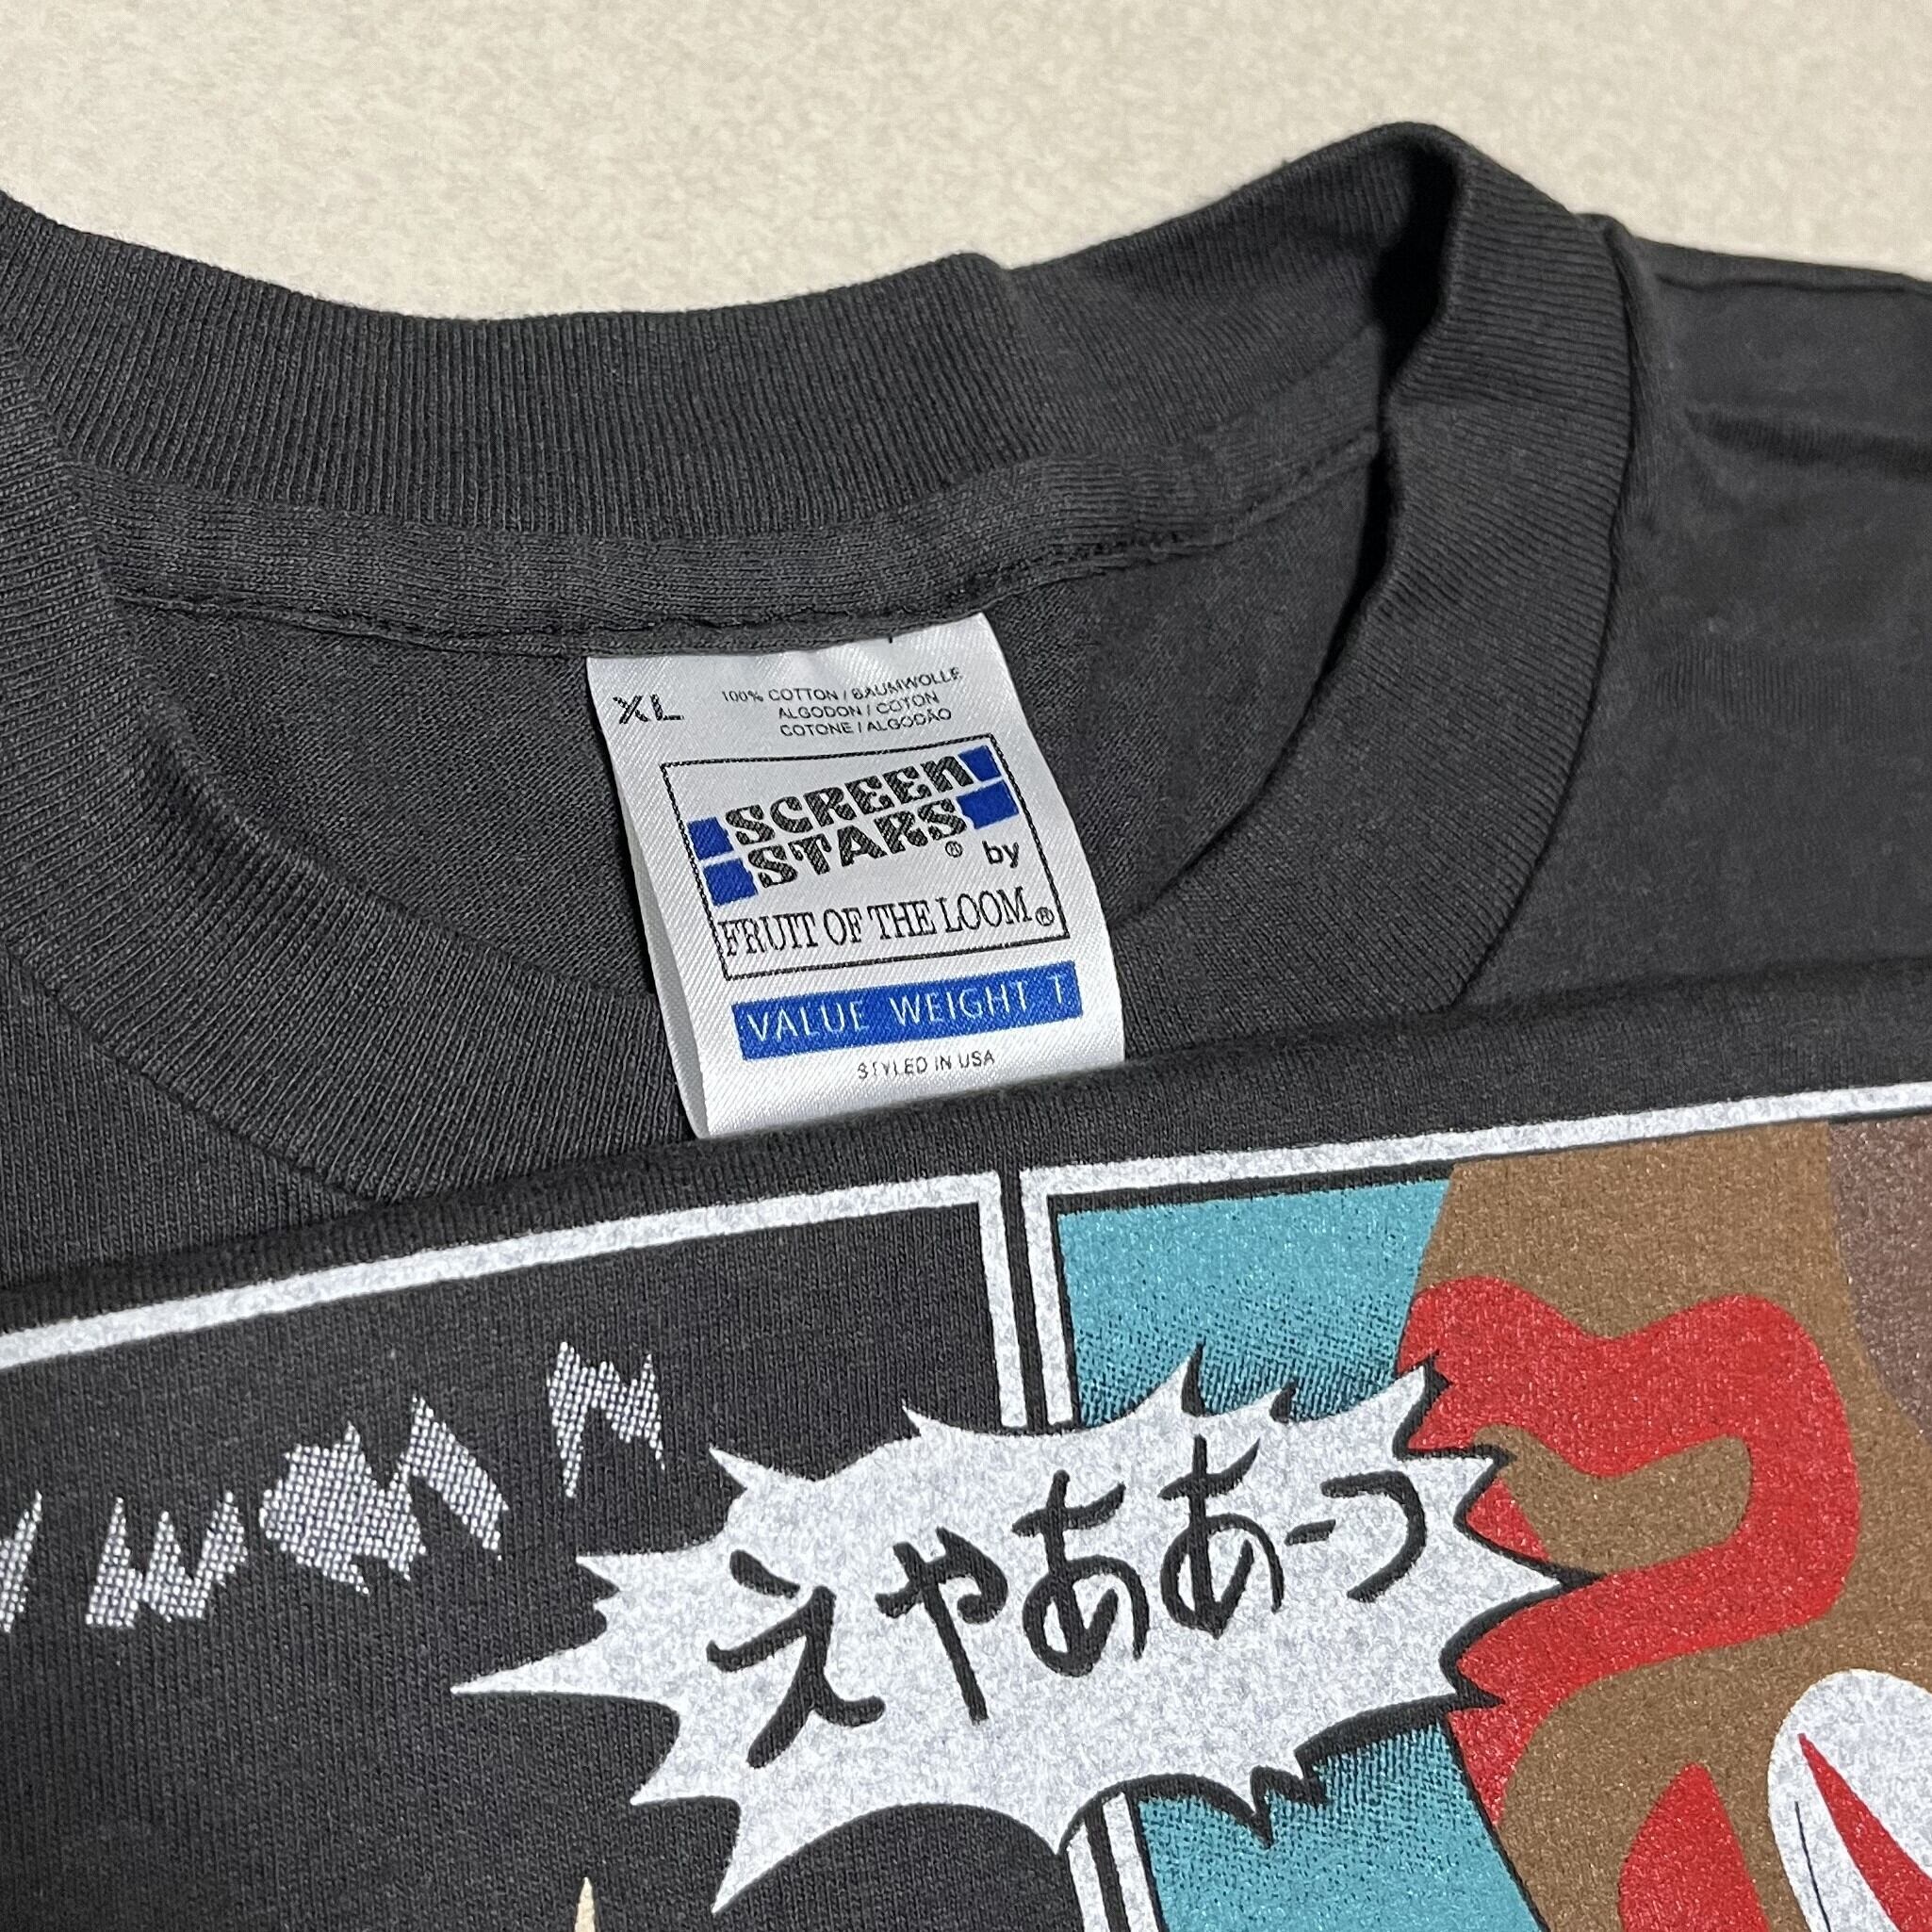 XL
100% COTTON / BAUMWOLLE
ALGODON / COTON
COTONE / ALGODÃO
SCREEN
STARS® by
FRUIT OF THE LOOM®
VALUE WEIGHT T
STYLED IN USA
えやああーっ